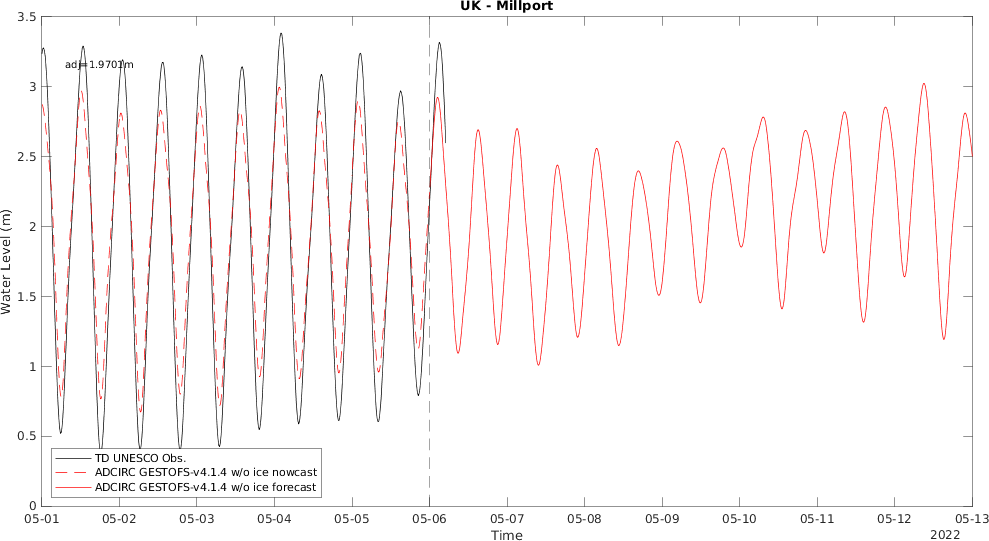 UK - Millport
3.5
adj=1.9701m
3
2.5
2
1.5
1
0.5
0
Water Level (m)
TD UNESCO Obs.
ADCIRC GESTOFS-v4.1.4 w/o ice nowcast
ADCIRC GESTOFS-v4.1.4 w/o ice forecast
05-01 05-02 05-03 05-04 05-05 05-06 05-07 05-08 05-09 05-10 05-11 05-12 05-13
Time
2022